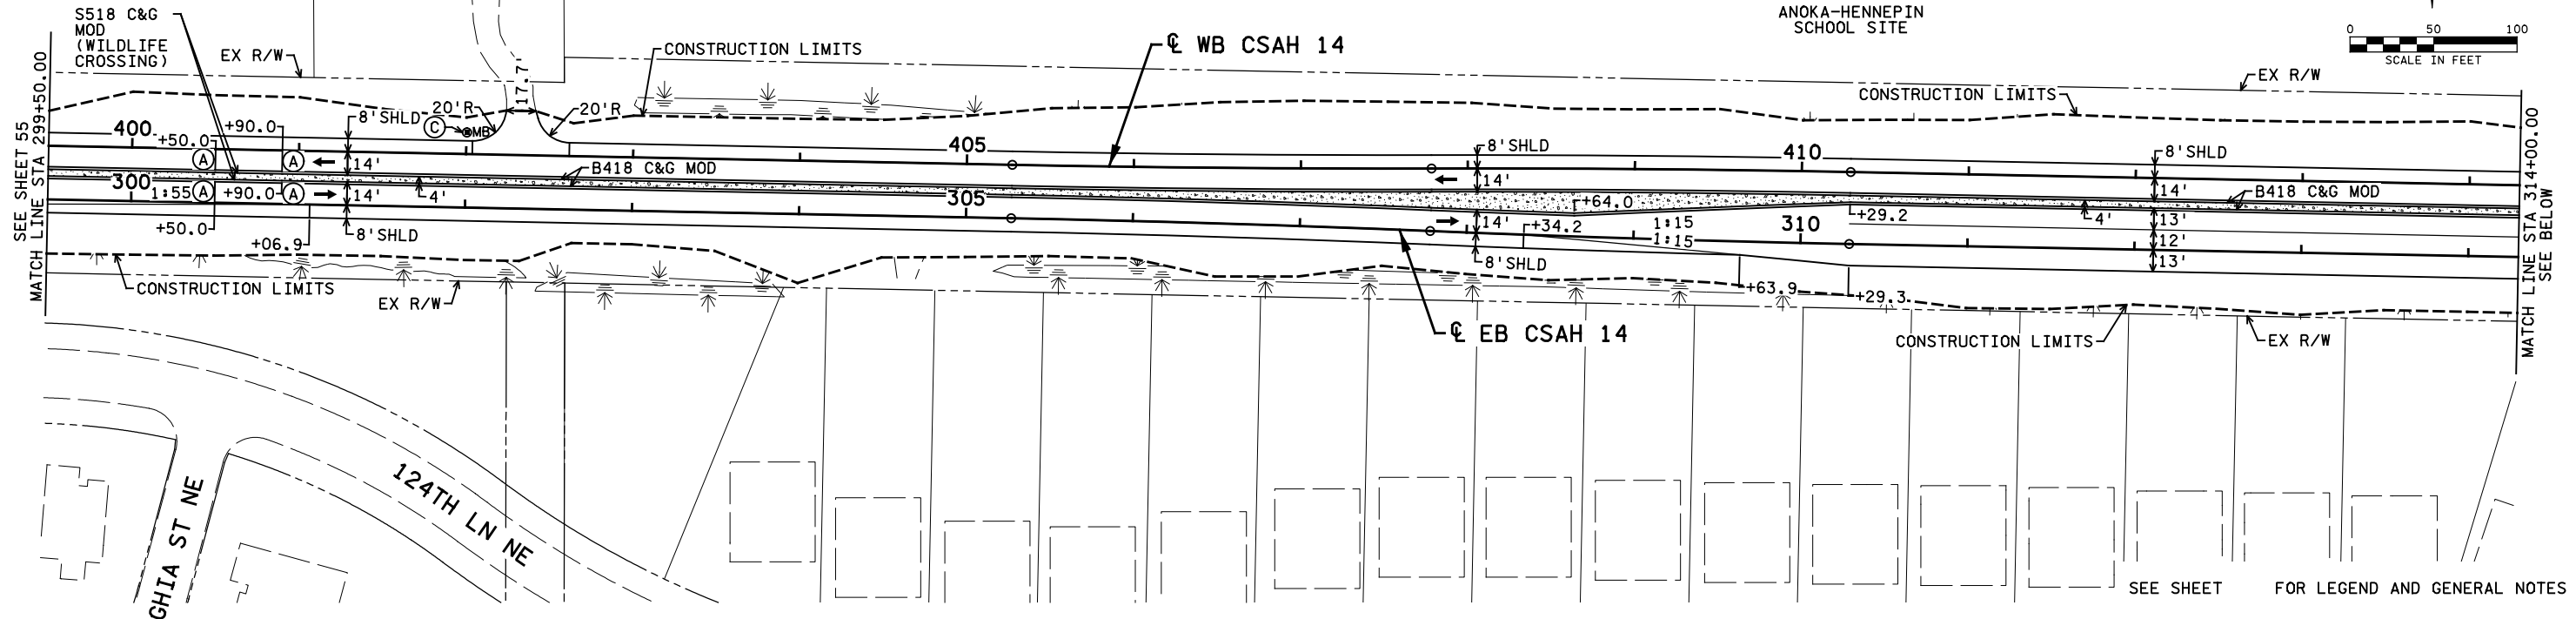 S518 C&G
MOD
(WILDLIFE
CROSSING)
EX R/W
CONSTRUCTION LIMITS
℄ WB CSAH 14
ANOKA-HENNEPIN
SCHOOL SITE
0 50 100
SCALE IN FEET
EX R/W
CONSTRUCTION LIMITS
SEE SHEET 55
MATCH LINE STA 299+50.00
17.7'
20'R
20'R
C
MB
8'SHLD
400
+50.0
+90.0
A
A
14'
B418 C&G MOD
405
8'SHLD
14'
410
8'SHLD
14'
B418 C&G MOD
300
1:55
A
+90.0
A
14'
4'
305
+64.0
14'
+34.2
1:15
1:15
310
+29.2
4'
13'
12'
13'
+50.0
+06.9
8'SHLD
8'SHLD
+63.9
+29.3
CONSTRUCTION LIMITS
EX R/W
℄ EB CSAH 14
CONSTRUCTION LIMITS
EX R/W
MATCH LINE STA 314+00.00
SEE BELOW
124TH LN NE
GHIA ST NE
SEE SHEET FOR LEGEND AND GENERAL NOTES